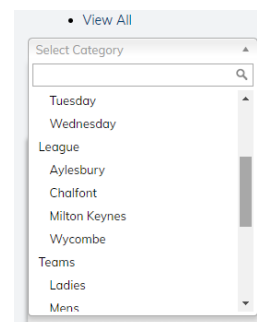 View All
Select Category
Tuesday
Wednesday
League
Aylesbury
Chalfont
Milton Keynes
Wycombe
Teams
Ladies
Mens